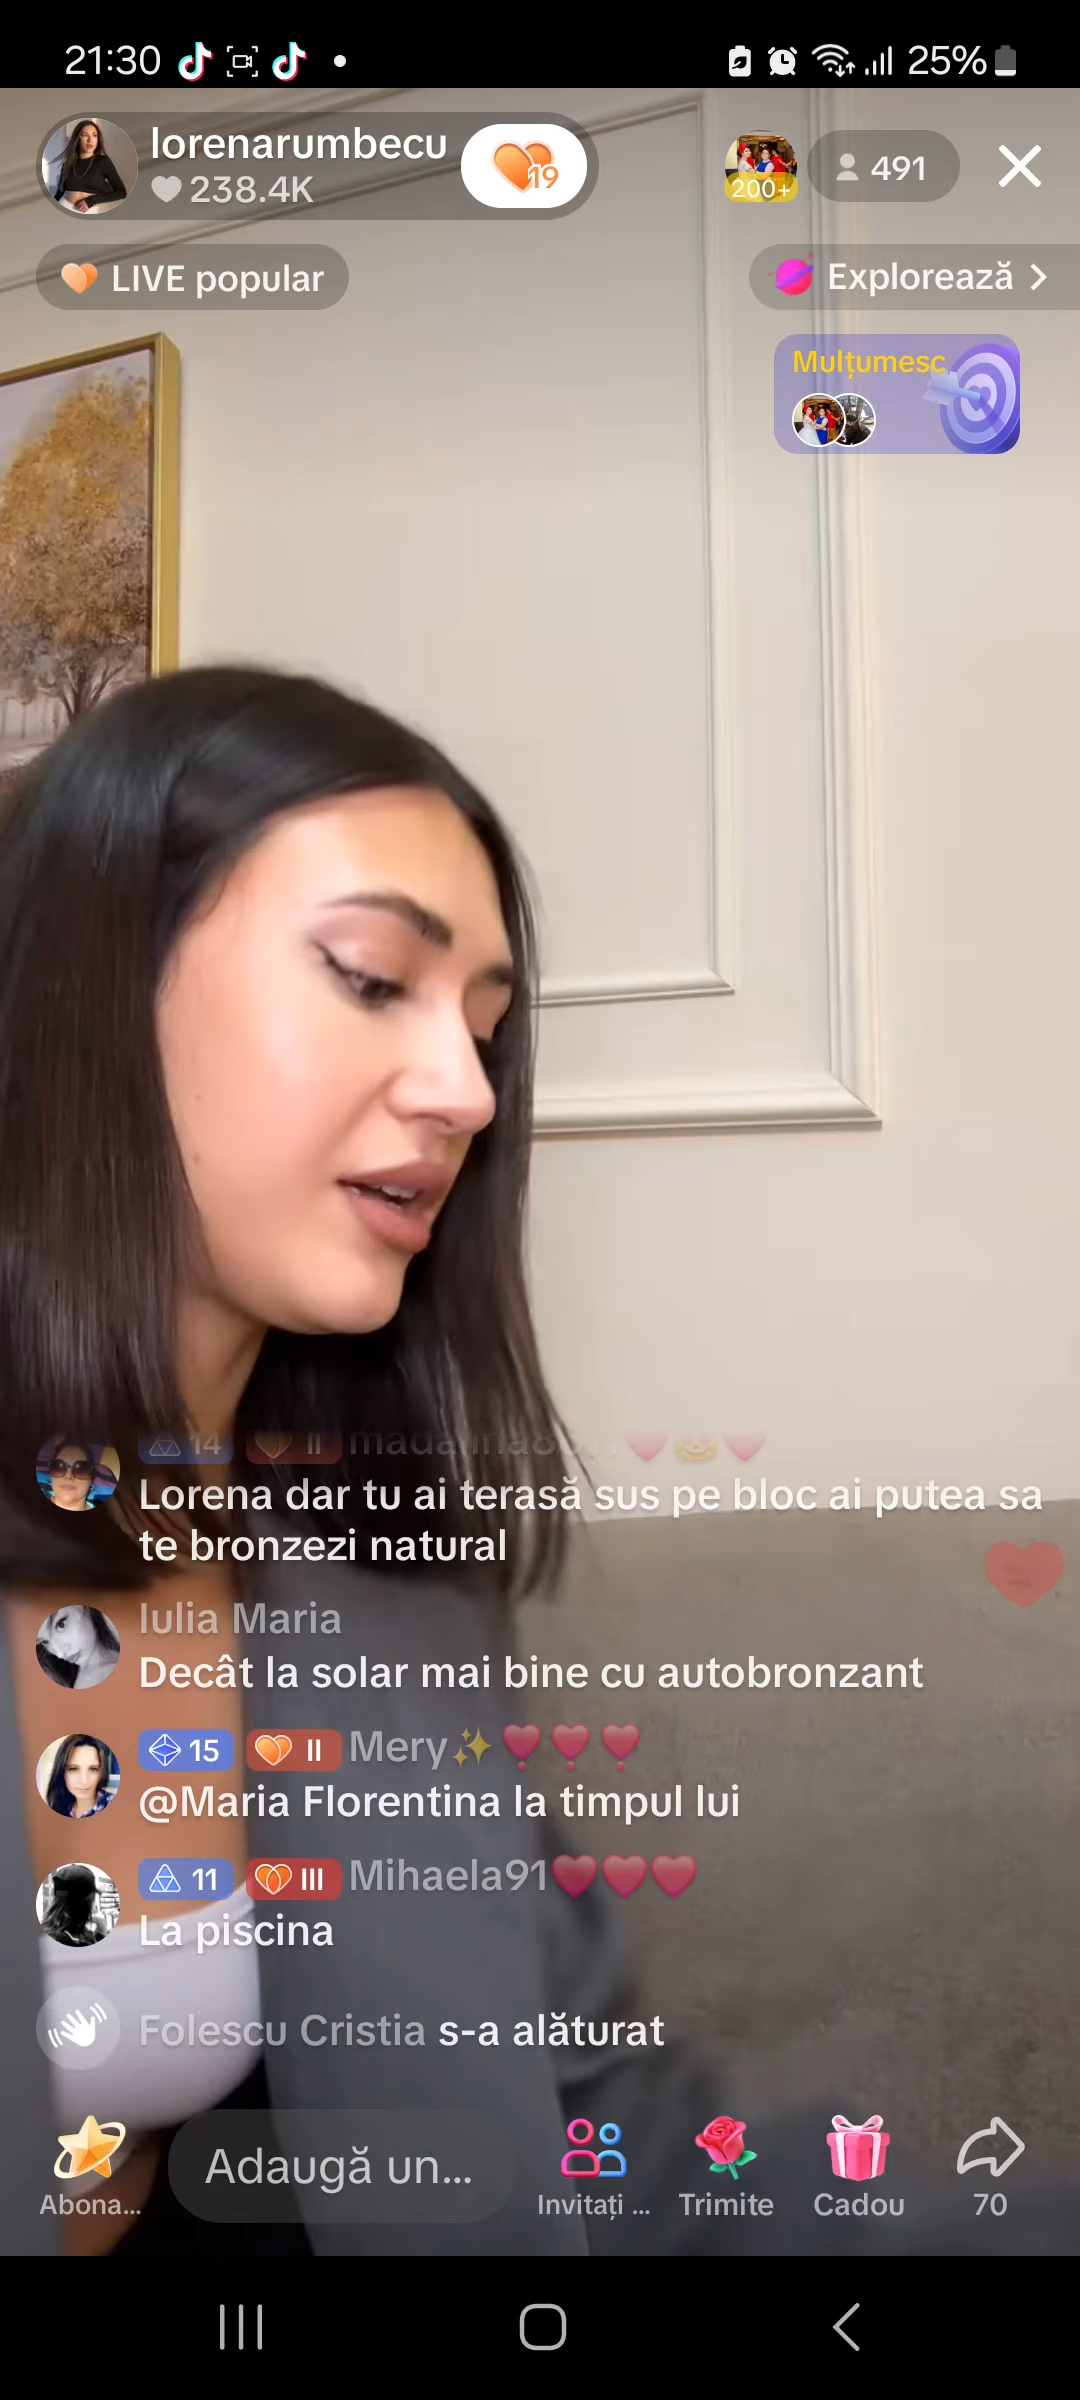 21:30
25%
lorenarumbecu
19
238.4K
200+
491
LIVE popular
Explorează
Mulțumesc
14 II
Lorena dar tu ai terasă sus pe bloc ai putea sa
te bronzezi natural
Iulia Maria
Decât la solar mai bine cu autobronzant
15 II Mery
@Maria Florentina la timpul lui
11 III Mihaela91
La piscina
Folescu Cristia s-a alăturat
Adaugă un...
Abona...
Invitați ...
Trimite
Cadou
70